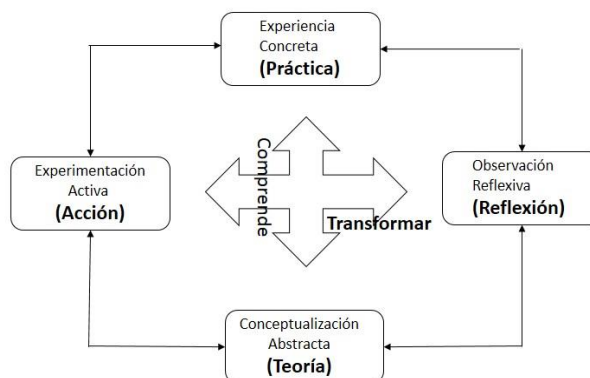 Experiencia
Concreta
(Práctica)
Comprende
Experimentación
Activa
(Acción)
Observación
Reflexiva
(Reflexión)
Transformar
Conceptualización
Abstracta
(Teoría)